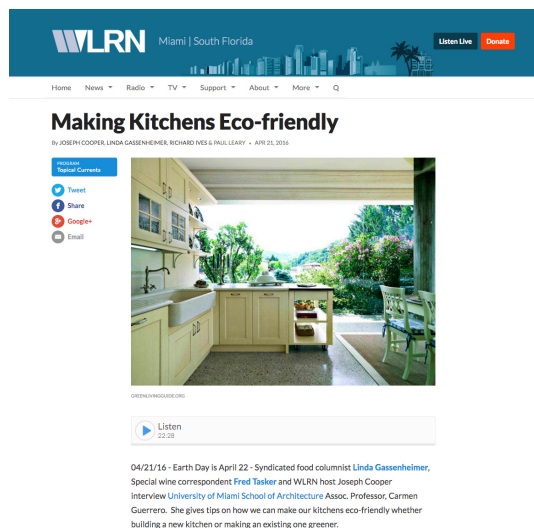 WLRN Miami | South Florida
Listen Live Donate
Home News Radio TV Support About More Q
Making Kitchens Eco-friendly
By JOSEPH COOPER, LINDA GASSENHEIMER, RICHARD IVES & PAUL LEARY • APR 21, 2016
PROGRAM
Topical Currents
Tweet
Share
Google+
Email
GREENLIVINGGUIDE.ORG
Listen
22:28
04/21/16 - Earth Day is April 22 - Syndicated food columnist Linda Gassenheimer,
Special wine correspondent Fred Tasker and WLRN host Joseph Cooper
interview University of Miami School of Architecture Assoc. Professor, Carmen
Guerrero. She gives tips on how we can make our kitchens eco-friendly whether
building a new kitchen or making an existing one greener.